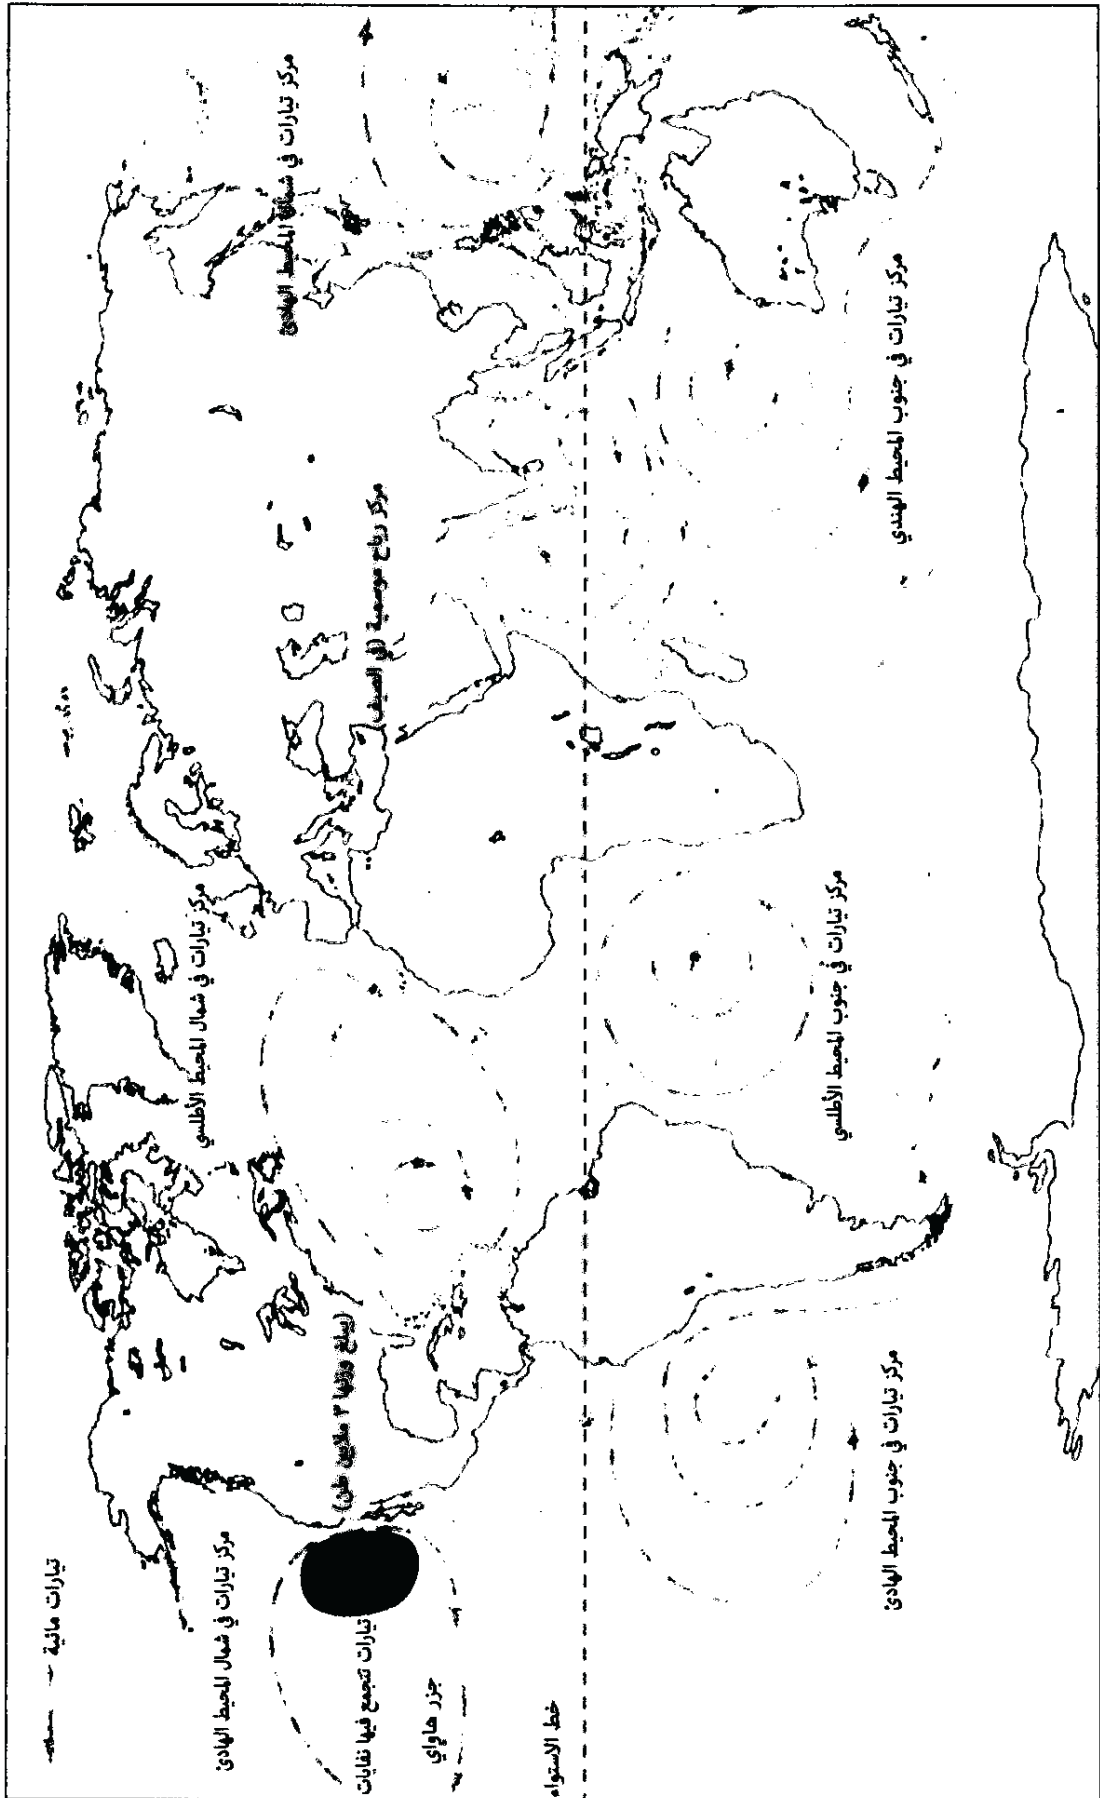 تيارات مائية
مركز تيارات في شمال المحيط الهادئ
تيارات تتجمع فيها نفايات
(يبلغ وزنها ٣ ملايين طن)
جزر هاواي
خط الاستواء
مركز تيارات في جنوب المحيط الهادئ
مركز تيارات في شمال المحيط الأطلسي
مركز تيارات في جنوب المحيط الأطلسي
مركز رياح موسمية (في الصيف)
مركز تيارات في جنوب المحيط الهندي
مركز تيارات في شمال المحيط الهادئ